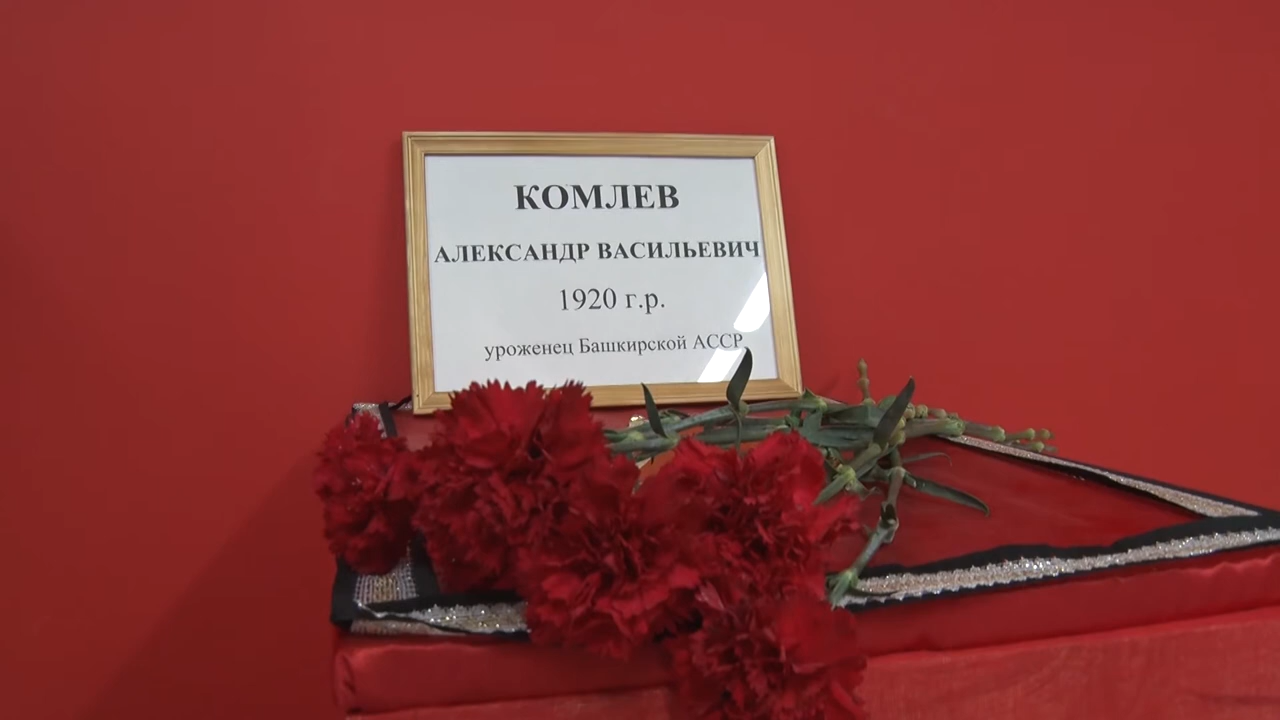 КОМЛЕВ
АЛЕКСАНДР ВАСИЛЬЕВИЧ
1920 г.р.
уроженец Башкирской АССР